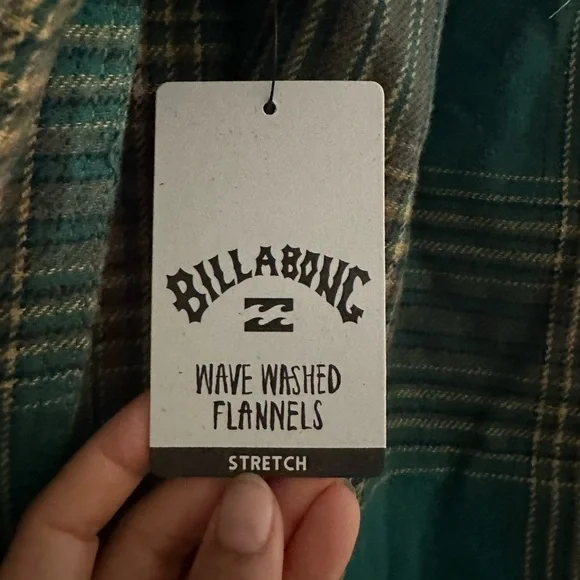 BILLABONG
WAVE WASHED
FLANNELS
STRETCH